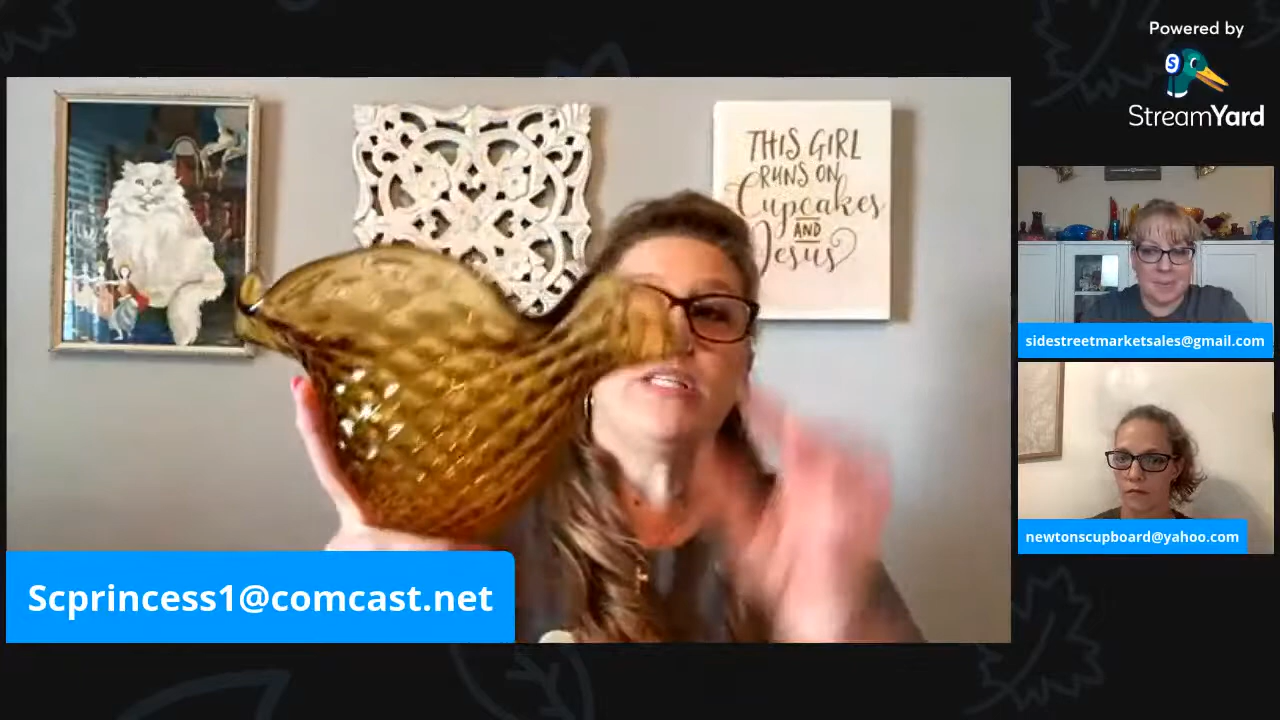 Powered by
StreamYard
THIS GIRL
RUNS ON
Cupcakes
AND
Jesus
sidestreetmarketsales@gmail.com
newtonscupboard@yahoo.com
Scprincess1@comcast.net